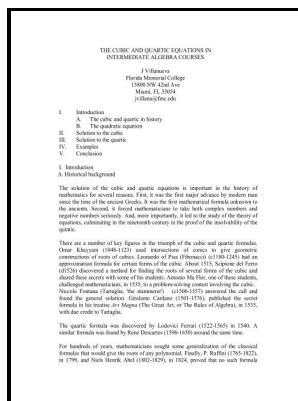 THE CUBIC AND QUARTIC EQUATIONS IN
INTERMEDIATE ALGEBRA COURSES
J Villanueva
Florida Memorial College
15800 NW 42nd Ave
Miami, FL 33054
jvillanu@fmc.edu
I. Introduction
A. The cubic and quartic in history
B. The quadratic equation
II. Solution to the cubic
III. Solution to the quartic
IV. Examples
V. Conclusion
I. Introduction
A. Historical background
The solution of the cubic and quartic equations is important in the history of
mathematics for several reasons. First, it was the first major advance by modern man
since the time of the ancient Greeks. It was the first mathematical formula unknown to
the ancients. Second, it forced mathematicians to take both complex numbers and
negative numbers seriously. And, more importantly, it led to the study of the theory of
equations, culminating in the nineteenth century in the proof of the insolvability of the
quintic.
There are a number of key figures in the triumph of the cubic and quartic formulas.
Omar Khayyam (1048-1123) used intersections of conics to give geometric
constructions of roots of cubics. Leonardo of Pisa (Fibonacci) (c1180-1245) had an
approximation formula for certain forms of the cubic. About 1515, Scipione del Ferro
(d1526) discovered a method for finding the roots of several forms of the cubic and
shared these secrets with some of his students. Antonio Ma Fior, one of these students,
challenged mathematicians, in 1535, to a problem-solving contest involving the cubic.
Niccolo Fontana (Tartaglia, 'the stammerer') (c1500-1557) answered the call and
found the general solution. Giralamo Cardano (1501-1576), published the secret
formula in his treatise Ars Magna (The Great Art, or The Rules of Algebra), in 1535,
with due credit to Tartaglia.
The quartic formula was discovered by Lodovici Ferrari (1522-1565) in 1540. A
similar formula was found by Rene Descartes (1596-1650) around the same time.
For hundreds of years, mathematicians sought some generalization of the classical
formulas that would give the roots of any polynomial. Finally, P. Ruffini (1765-1822),
in 1799, and Niels Henrik Abel (1802-1829), in 1824, proved that no such formula